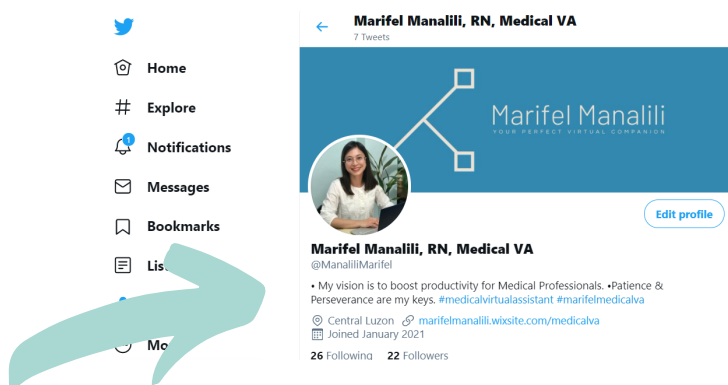 Marifel Manalili, RN, Medical VA
7 Tweets
Home
Explore
1
Notifications
Messages
Bookmarks
Marifel Manalili
YOUR PERFECT VIRTUAL COMPANION
Edit profile
Marifel Manalili, RN, Medical VA
@ManaliliMarifel
• My vision is to boost productivity for Medical Professionals. •Patience &
Perseverance are my keys. #medicalvirtualassistant #marifelmedicalva
Central Luzon marifelmanalili.wixsite.com/medicalva
Joined January 2021
26 Following 22 Followers